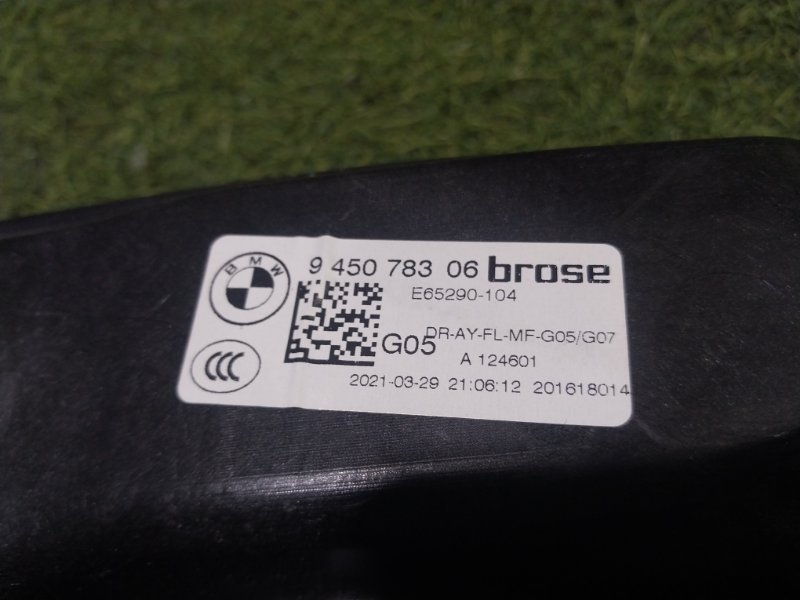 BMW
9 450 783 06 brose
E65290-104
DR-AY-FL-MF-G05/G07
G05
A 124601
CCC
2021-03-29 21:06:12 201618014